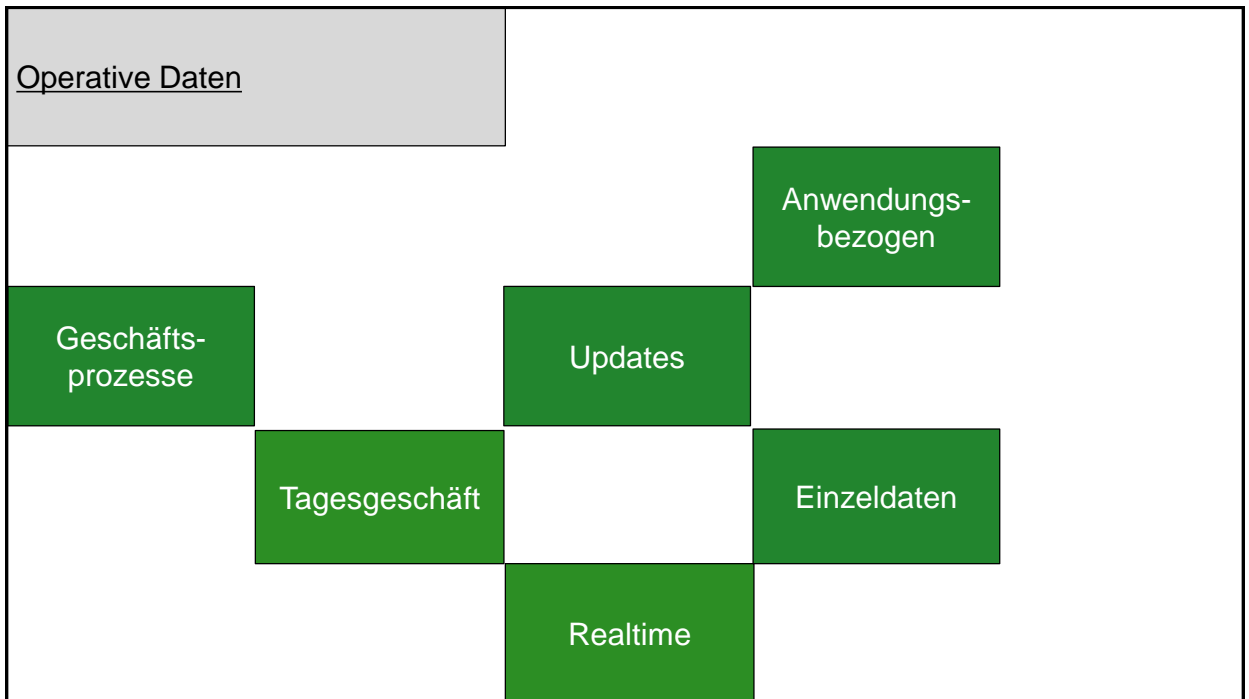 Operative Daten
Anwendungs-
bezogen
Geschäfts-
prozesse
Updates
Tagesgeschäft
Einzeldaten
Realtime